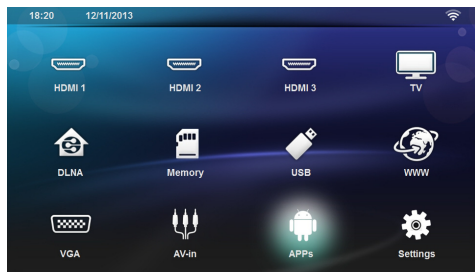 18:20 12/11/2013
HDMI 1 HDMI 2 HDMI 3 TV
DLNA Memory USB WWW
VGA AV-in APPs Settings